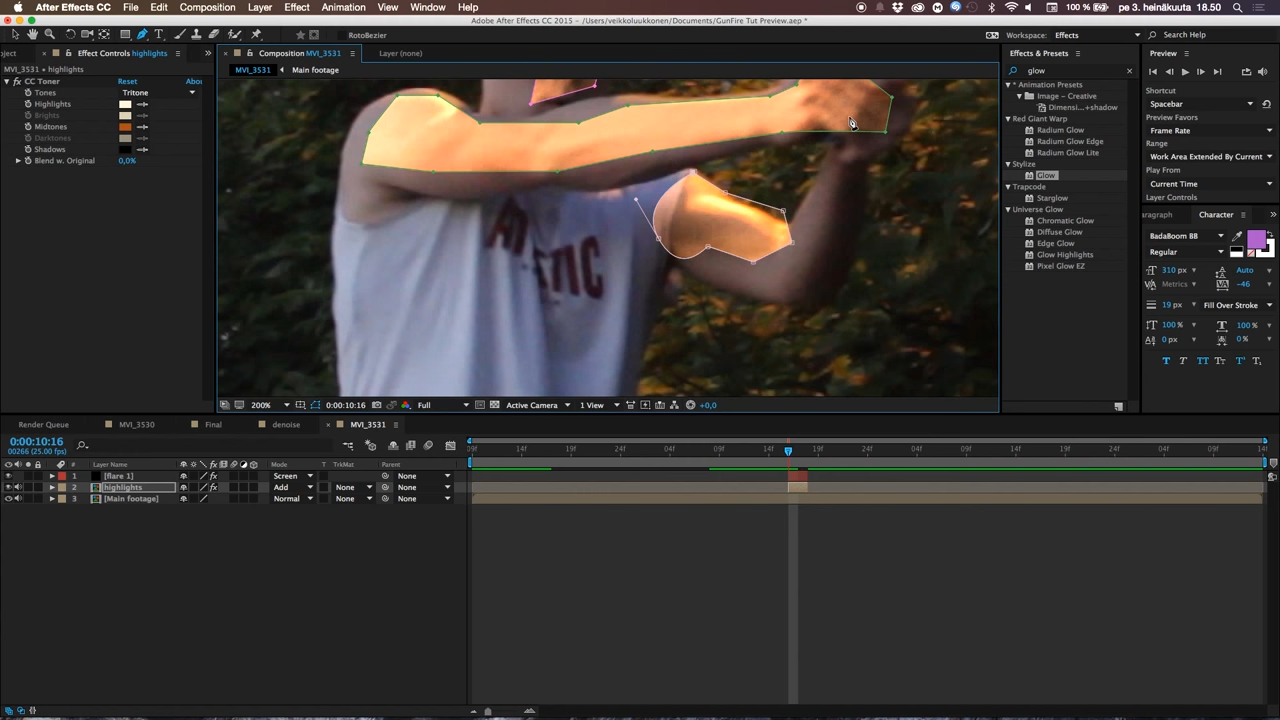 After Effects CC File Edit Composition Layer Effect Animation View Window Help 100 % pe 3. heinäkuuta 18.50
Adobe After Effects CC 2015 - /Users/veikkoluukkonen/Documents/GunFire Tut Preview.aep *
RotoBezier
Workspace: Effects
Search Help
oject
Effect Controls highlights
MVI_3531 • highlights
CC Toner Reset Abo
Tones Tritone
Highlights
Brights
Midtones
Darktones
Shadows
Blend w. Original 0,0%
Composition MVI_3531
Layer (none)
MVI_3531 Main footage
ATHLETIC
200% 0:00:10:16 Full Active Camera 1 View +0,0
Effects & Presets
glow
* Animation Presets
Image – Creative
Dimensi...+shadow
Red Giant Warp
Radium Glow
Radium Glow Edge
Radium Glow Lite
Stylize
Glow
Trapcode
Starglow
Universe Glow
Chromatic Glow
Diffuse Glow
Edge Glow
Glow Highlights
Pixel Glow EZ
Preview
Shortcut
Spacebar
Preview Favors
Frame Rate
Range
Work Area Extended By Current
Play From
Current Time
Layer Controls
aragraph Character
BadaBoom BB
Regular
310 px Auto
Metrics -46
19 px Fill Over Stroke
100 % 100 %
0 px 0 %
T T TT Tт T¹ T₁
Render Queue MVI_3530 Final denoise MVI_3531
0:00:10:16
00266 (25.00 fps)
# Layer Name Mode T TrkMat Parent
1 [flare 1] Screen None
2 highlights Add None None
3 [Main footage] Normal None None
09f 14f 19f 24f 04f 09f 14f 19f 24f 04f 09f 14f 19f 24f 04f 09f 14f